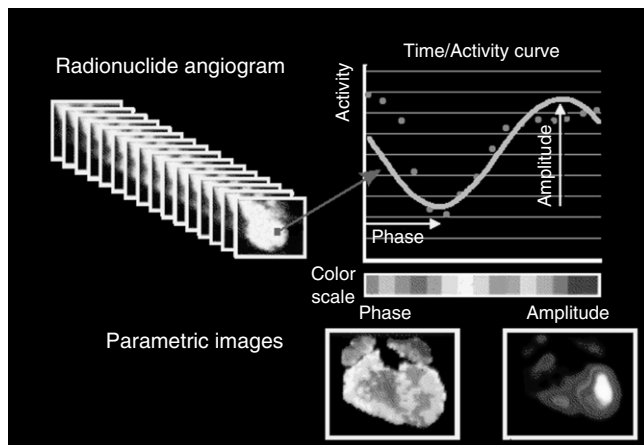 Time/Activity curve
Radionuclide angiogram
Activity
Amplitude
Phase
Color
scale
Phase
Amplitude
Parametric images